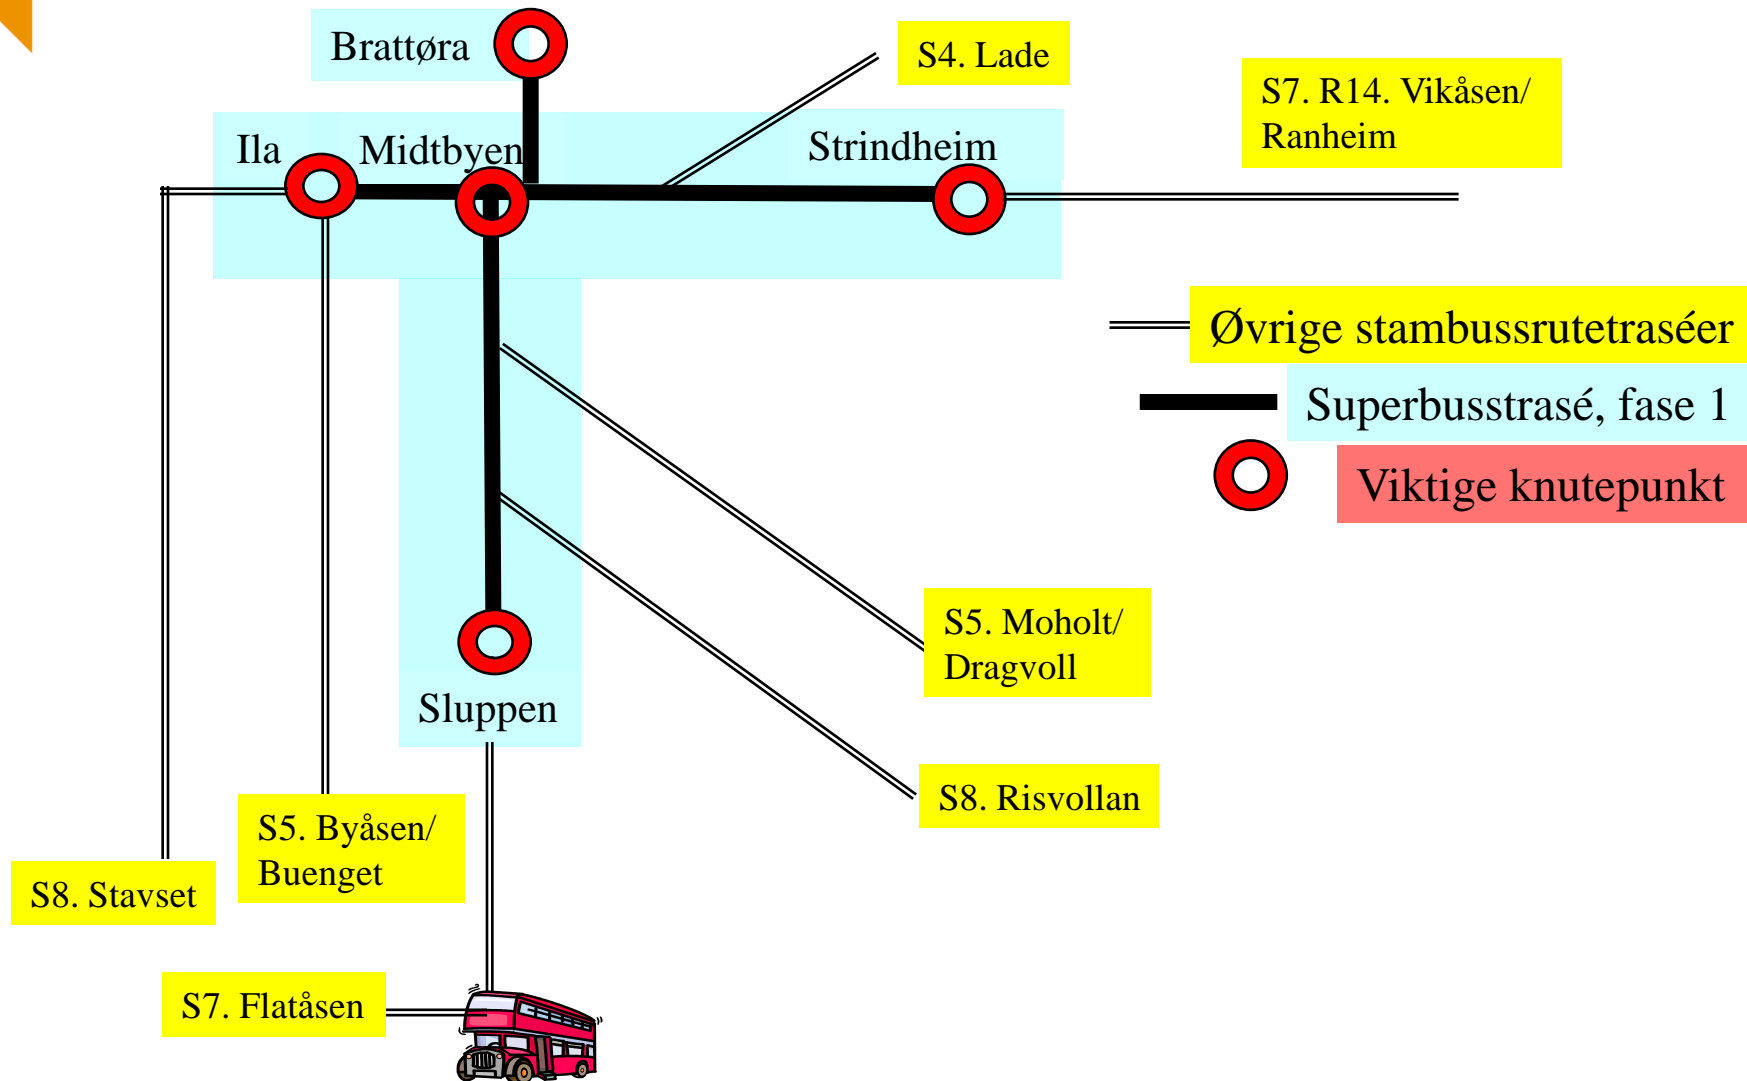 Brattøra
S4. Lade
S7. R14. Vikåsen/
Ranheim
Ila
Midtbyen
Strindheim
Øvrige stambussrutetraséer
Superbusstrasé, fase 1
Viktige knutepunkt
S5. Moholt/
Dragvoll
Sluppen
S8. Risvollan
S5. Byåsen/
Buenget
S8. Stavset
S7. Flatåsen